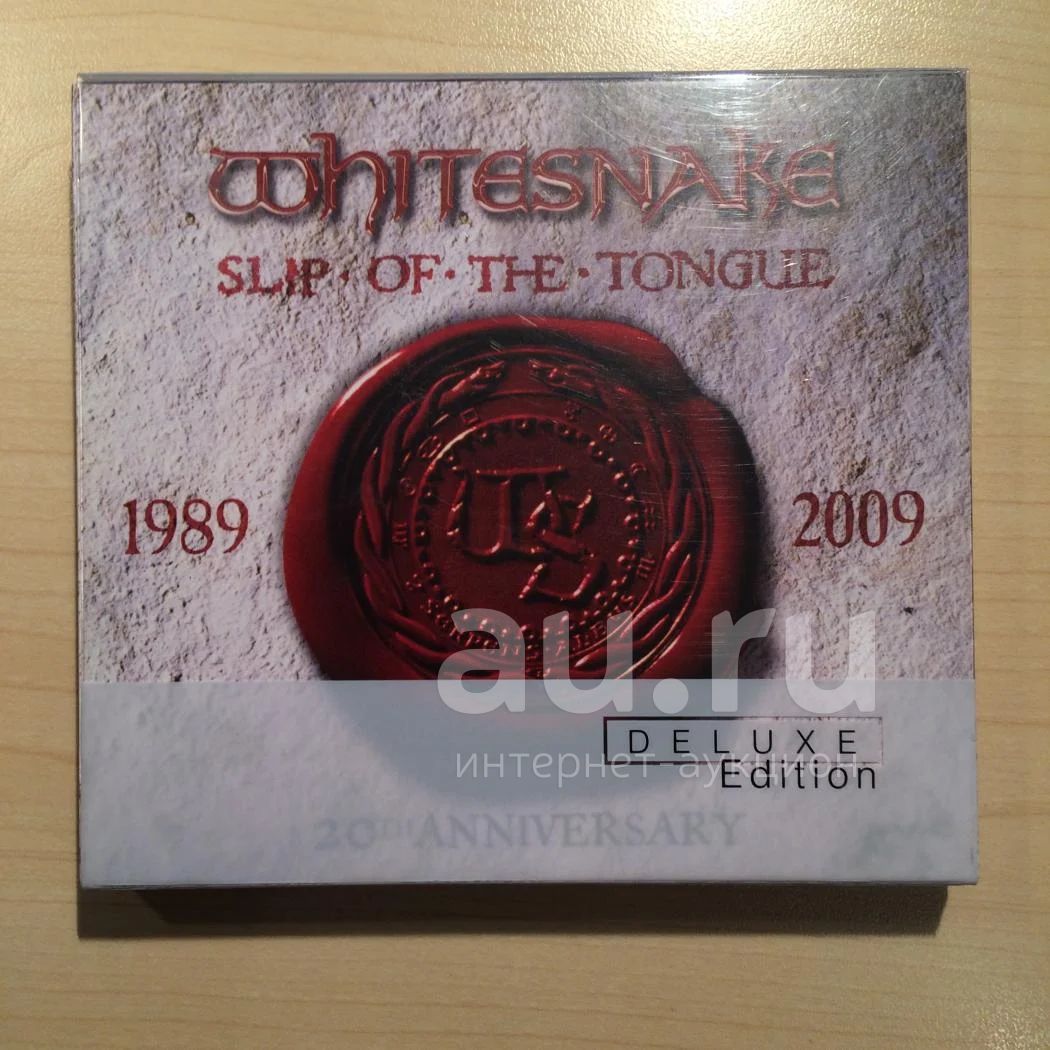 WHITESNAKE
SLIP · OF · THE · TONGUE
1989
2009
au.ru
DELUXE
интернет аукцион
Edition
20TH ANNIVERSARY